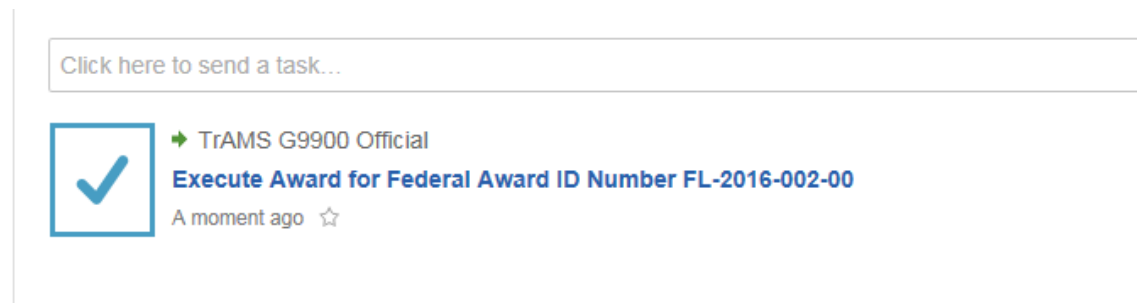 Click here to send a task...
TrAMS G9900 Official
Execute Award for Federal Award ID Number FL-2016-002-00
A moment ago